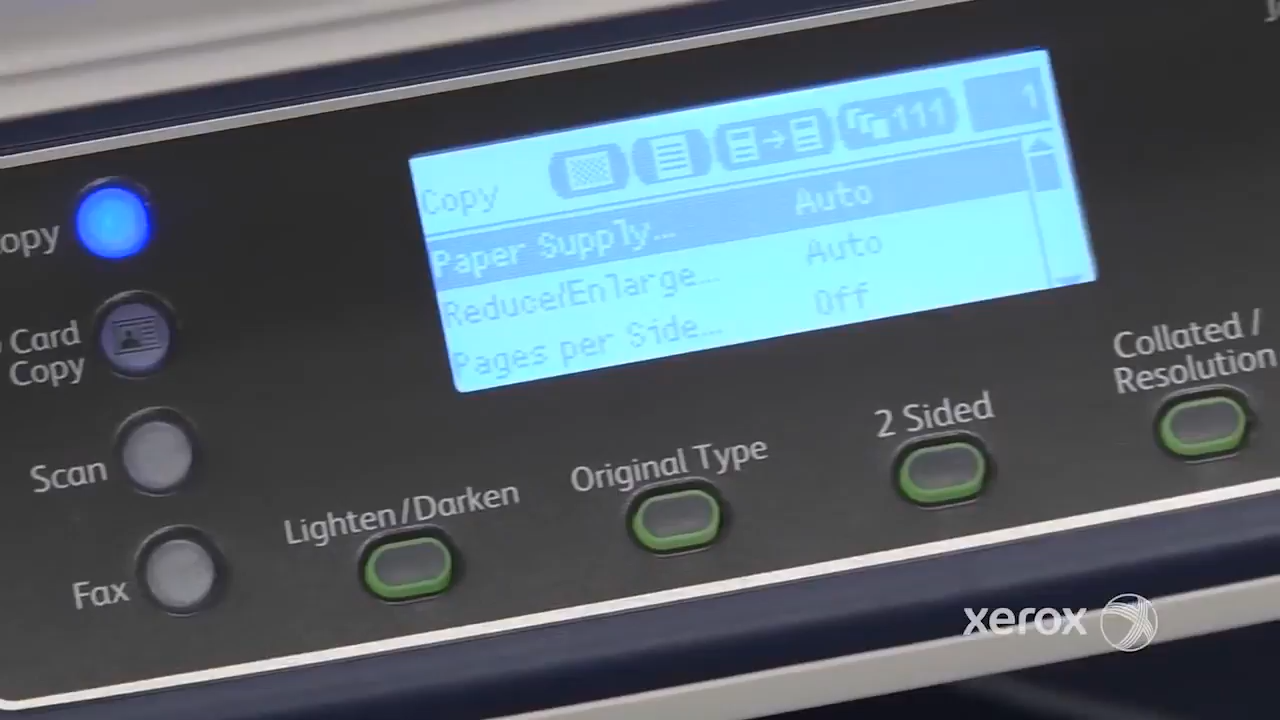 Copy 111 1
Paper Supply... Auto
Reduce/Enlarge... Auto
Pages per Side... Off
opy
Card
Copy
Scan
Fax
Lighten/Darken
Original Type
2 Sided
Collated /
Resolution
xerox